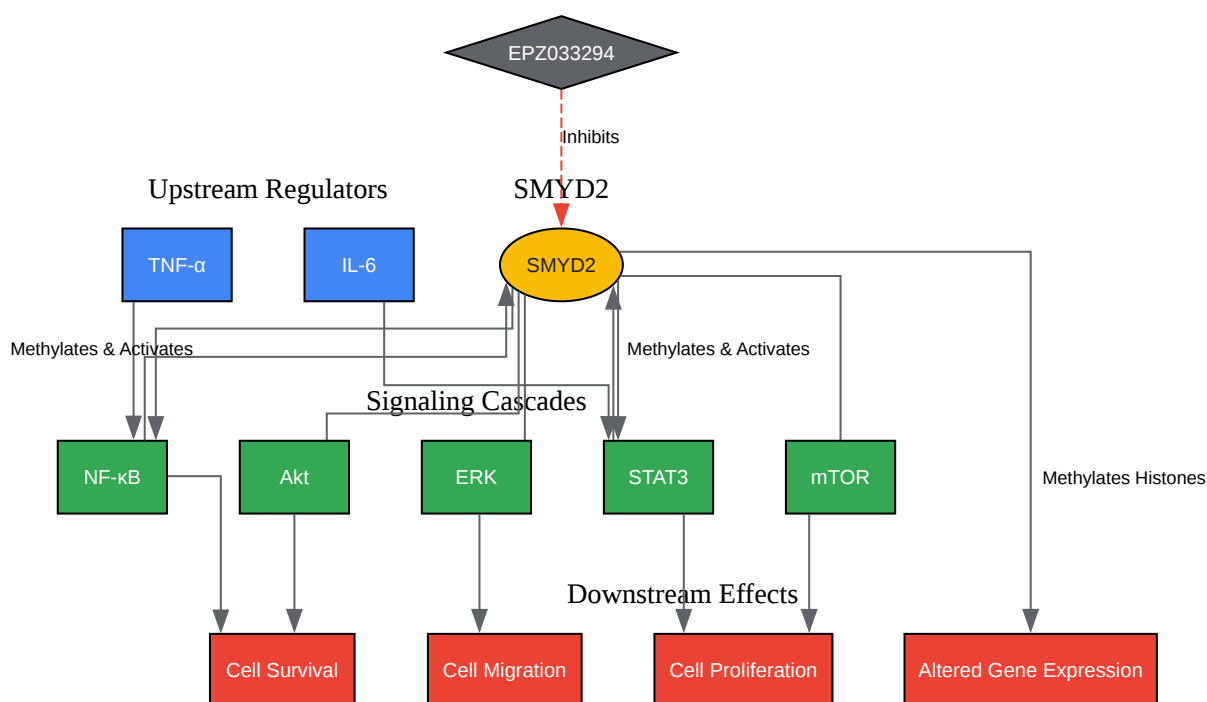 EPZ033294
Inhibits
Upstream Regulators
SMYD2
TNF-α
IL-6
SMYD2
Methylates & Activates
Methylates & Activates
Signaling Cascades
NF-κB
Akt
ERK
STAT3
mTOR
Methylates Histones
Downstream Effects
Cell Survival
Cell Migration
Cell Proliferation
Altered Gene Expression